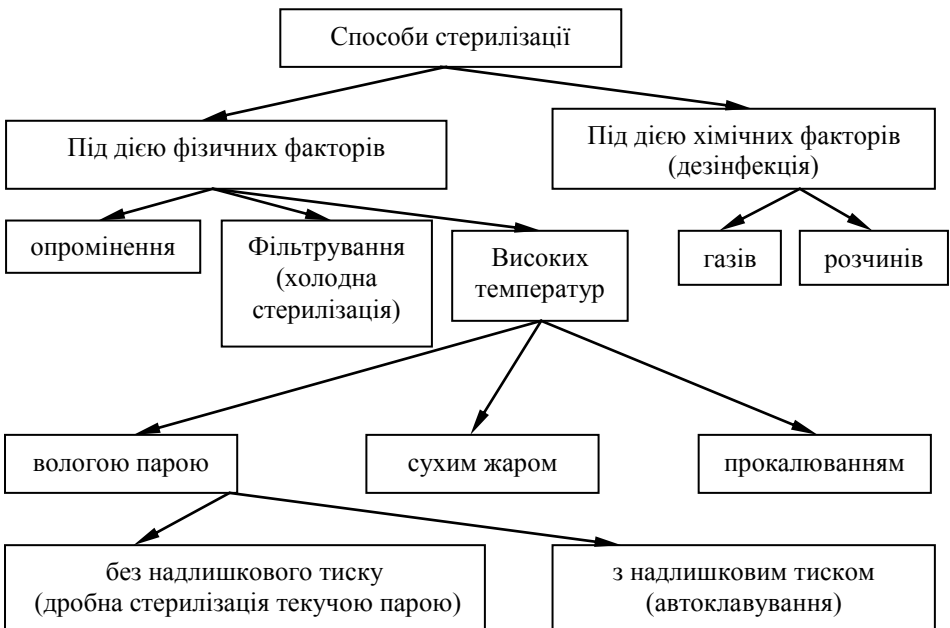 Способи стерилізації
Під дією фізичних факторів
Під дією хімічних факторів
(дезінфекція)
опромінення
Фільтрування
(холодна
стерилізація)
Високих
температур
газів
розчинів
вологою парою
сухим жаром
прокалюванням
без надлишкового тиску
(дробна стерилізація текучою парою)
з надлишковим тиском
(автоклавування)